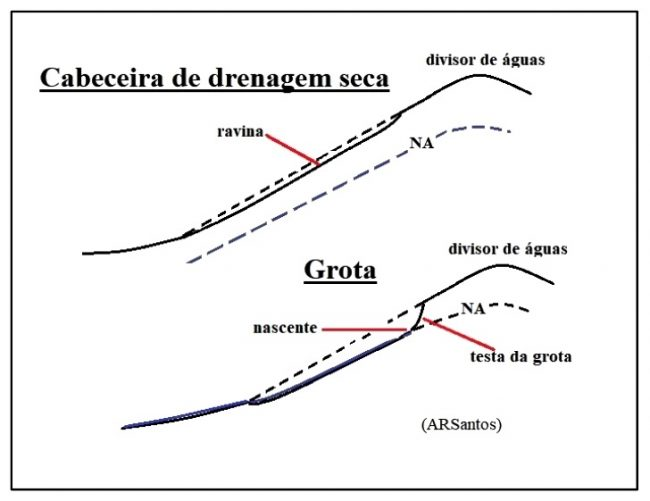 Cabeceira de drenagem seca
divisor de águas
ravina
NA
Grota
divisor de águas
NA
nascente
testa da grota
(ARSantos)